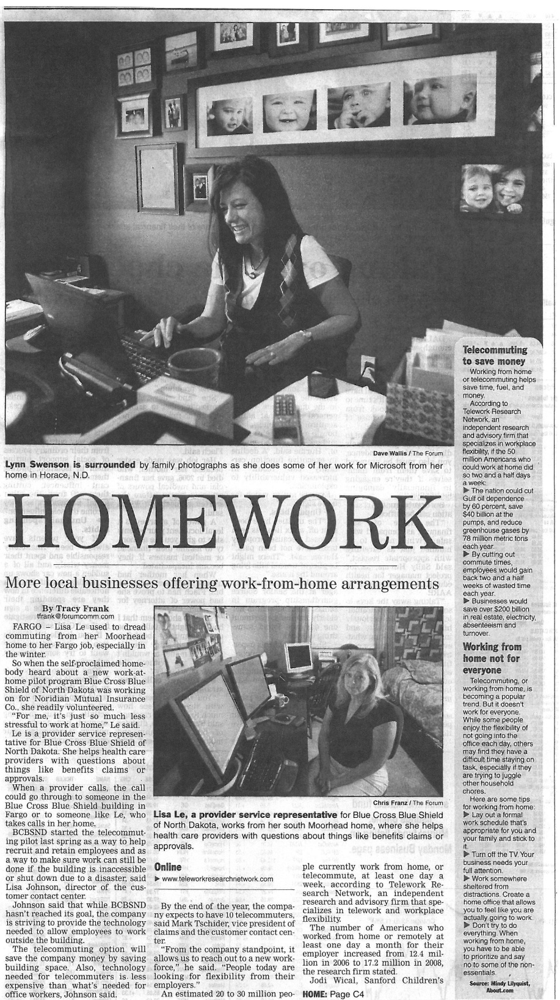 Dave Wallis / The Forum
Lynn Swenson is surrounded by family photographs as she does some of her work for Microsoft from her
home in Horace, N.D.
HOMEWORK
More local businesses offering work-from-home arrangements
By Tracy Frank
tfrank@forumcomm.com
FARGO – Lisa Le used to dread
commuting from her Moorhead
home to her Fargo job, especially in
the winter.
So when the self-proclaimed home-
body heard about a new work-at-
home pilot program Blue Cross Blue
Shield of North Dakota was working
on for Noridian Mutual Insurance
Co., she readily volunteered.
“For me, it’s just so much less
stressful to work at home,” Le said.
Le is a provider service represen-
tative for Blue Cross Blue Shield of
North Dakota. She helps health care
providers with questions about
things like benefits claims or
approvals.
When a provider calls, the call
could go through to someone in the
Blue Cross Blue Shield building in
Fargo or to someone like Le, who
takes calls in her home.
BCBSND started the telecommut-
ing pilot last spring as a way to help
recruit and retain employees and as
a way to make sure work can still be
done if the building is inaccessible
or shut down due to a disaster, said
Lisa Johnson, director of the cus-
tomer contact center.
Johnson said that while BCBSND
hasn’t reached its goal, the company
is striving to provide the technology
needed to allow employees to work
outside the building.
The telecommuting option will
save the company money by saving
building space. Also, technology
needed for telecommuters is less
expensive than what’s needed for
office workers, Johnson said.
Chris Franz / The Forum
Lisa Le, a provider service representative for Blue Cross Blue Shield
of North Dakota, works from her south Moorhead home, where she helps
health care providers with questions about things like benefits claims or
approvals.
Online
▶ www.teleworkresearchnetwork.com
By the end of the year, the compa-
ny expects to have 10 telecommuters,
said Mark Tschider, vice president of
claims and the customer contact cen-
ter.
“From the company standpoint, it
allows us to reach out to a new work-
force,” he said. “People today are
looking for flexibility from their
employers.”
An estimated 20 to 30 million peo-
ple currently work from home, or
telecommute, at least one day a
week, according to Telework Re-
search Network, an independent
research and advisory firm that spe-
cializes in telework and workplace
flexibility.
The number of Americans who
worked from home or remotely at
least one day a month for their
employer increased from 12.4 mil-
lion in 2006 to 17.2 million in 2008,
the research firm stated.
Jodi Wical, Sanford Children’s
HOME: Page C4
Telecommuting
to save money
Working from home
or telecommuting helps
save time, fuel, and
money.
According to
Telework Research
Network, an
independent research
and advisory firm that
specializes in workplace
flexibility, if the 50
million Americans who
could work at home did
so two and a half days
a week:
▶ The nation could cut
Gulf oil dependence
by 60 percent, save
$40 billion at the
pumps, and reduce
greenhouse gases by
78 million metric tons
each year.
▶ By cutting out
commute times,
employees would gain
back two and a half
weeks of wasted time
each year.
▶ Businesses would
save over $200 billion
in real estate, electricity,
absenteeism and
turnover.
Working from
home not for
everyone
Telecommuting, or
working from home, is
becoming a popular
trend. But it doesn't
work for everyone.
While some people
enjoy the flexibility of
not going into the
office each day, others
may find they have a
difficult time staying on
task, especially if they
are trying to juggle
other household
chores.
Here are some tips
for working from home:
▶ Lay out a formal
work schedule that's
appropriate for you and
your family and stick to
it.
▶ Turn off the TV. Your
business needs your
full attention.
▶ Work somewhere
sheltered from
distractions. Create a
home office that allows
you to feel like you are
actually going to work.
▶ Don't try to do
everything. When
working from home,
you have to be able
to prioritize and say
no to some of the non-
essentials.
Source: Mindy Lilyquist,
About.com